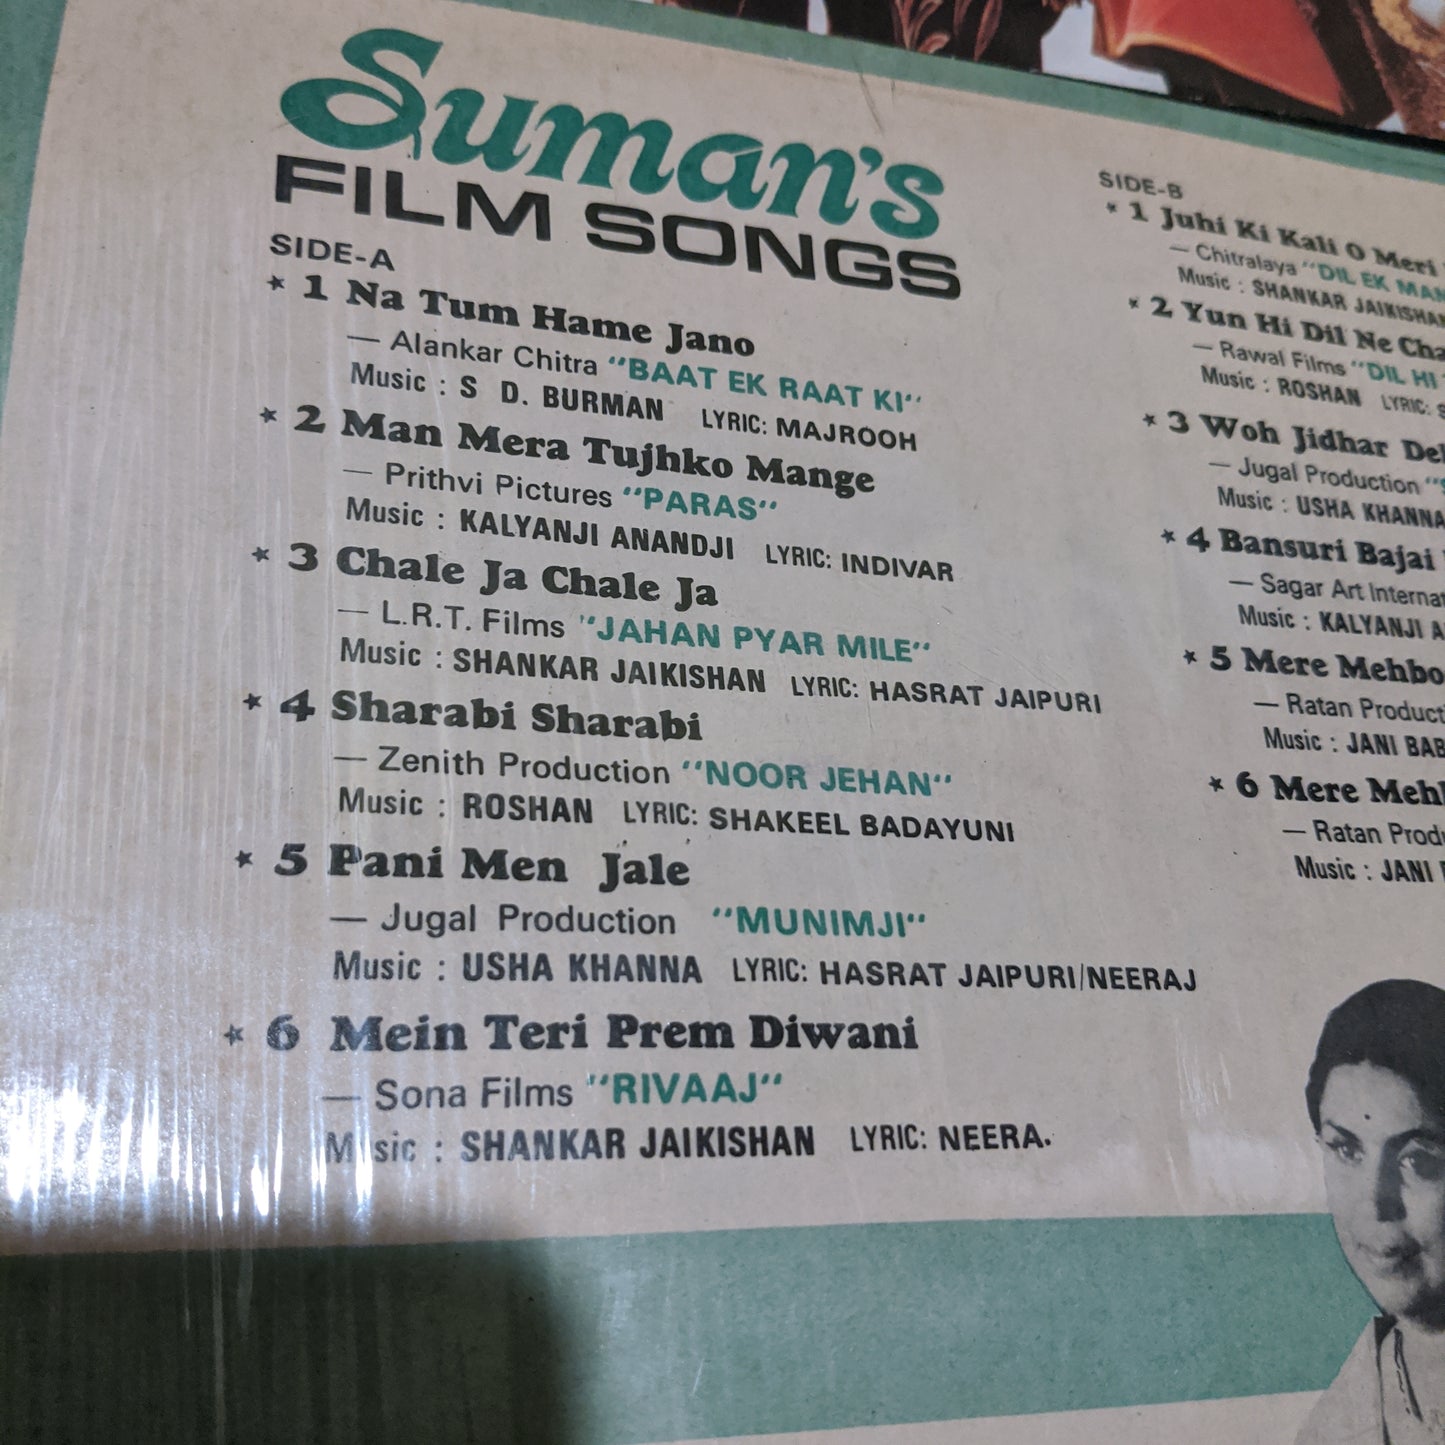 Suman's
FILM SONGS
SIDE-A
* 1 Na Tum Hame Jano
— Alankar Chitra "BAAT EK RAAT KI"
Music : S D. BURMAN LYRIC: MAJROOH
* 2 Man Mera Tujhko Mange
— Prithvi Pictures "PARAS"
Music : KALYANJI ANANDJI LYRIC: INDIVAR
* 3 Chale Ja Chale Ja
— L.R.T. Films "JAHAN PYAR MILE"
Music : SHANKAR JAIKISHAN LYRIC: HASRAT JAIPURI
* 4 Sharabi Sharabi
— Zenith Production "NOOR JEHAN"
Music : ROSHAN LYRIC: SHAKEEL BADAYUNI
* 5 Pani Men Jale
— Jugal Production "MUNIMJI"
Music : USHA KHANNA LYRIC: HASRAT JAIPURI/NEERAJ
* 6 Mein Teri Prem Diwani
— Sona Films "RIVAAJ"
Music : SHANKAR JAIKISHAN LYRIC: NEERA.
SIDE-B
* 1 Juhi Ki Kali O Meri
— Chitralaya "DIL EK
Music : SHANKAR JAIKISHAN
* 2 Yun Hi Dil Ne
— Rawal Films "DIL HI
Music : ROSHAN LYRIC:
* 3 Woh Jidhar
— Jugal Production
Music : USHA KHANNA
* 4 Bansuri Bajai
— Sagar Art
Music : KALYANJI
* 5 Mere
— Ratan
Music : JANI
* 6 Mere
— Ratan
Music : JANI